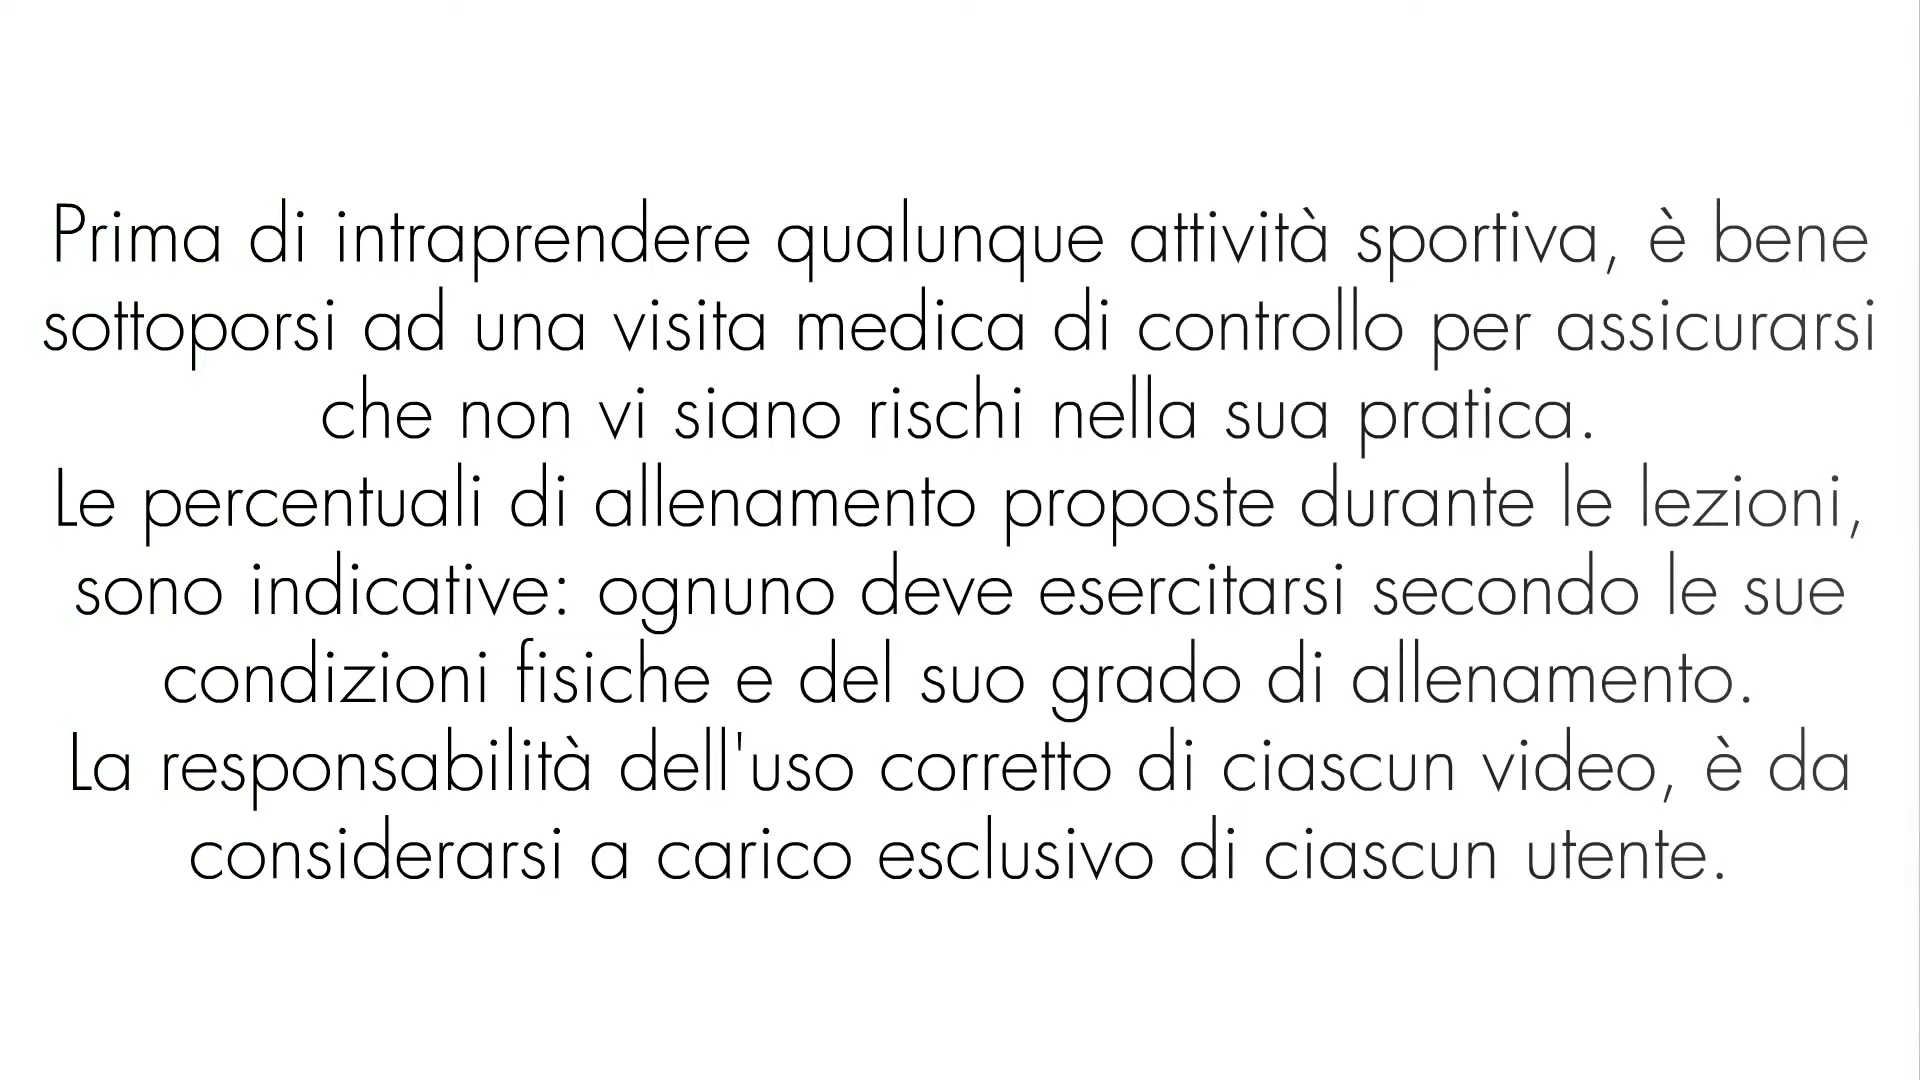 Prima di intraprendere qualunque attività sportiva, è bene
sottoporsi ad una visita medica di controllo per assicurarsi
che non vi siano rischi nella sua pratica.
Le percentuali di allenamento proposte durante le lezioni,
sono indicative: ognuno deve esercitarsi secondo le sue
condizioni fisiche e del suo grado di allenamento.
La responsabilità dell'uso corretto di ciascun video, è da
considerarsi a carico esclusivo di ciascun utente.